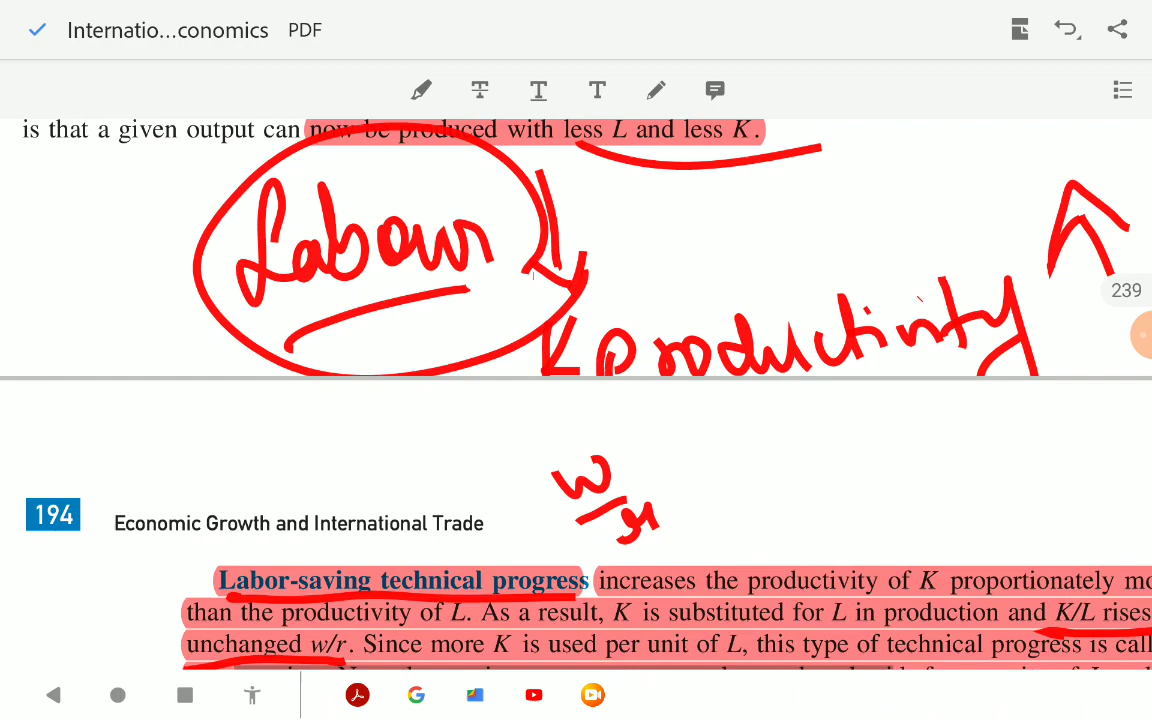 Internatio...conomics PDF
is that a given output can now be produced with less L and less K.
Labour
K productivity
239
w/r
194 Economic Growth and International Trade
Labor-saving technical progress increases the productivity of K proportionately mo
than the productivity of L. As a result, K is substituted for L in production and K/L rises
unchanged w/r. Since more K is used per unit of L, this type of technical progress is call